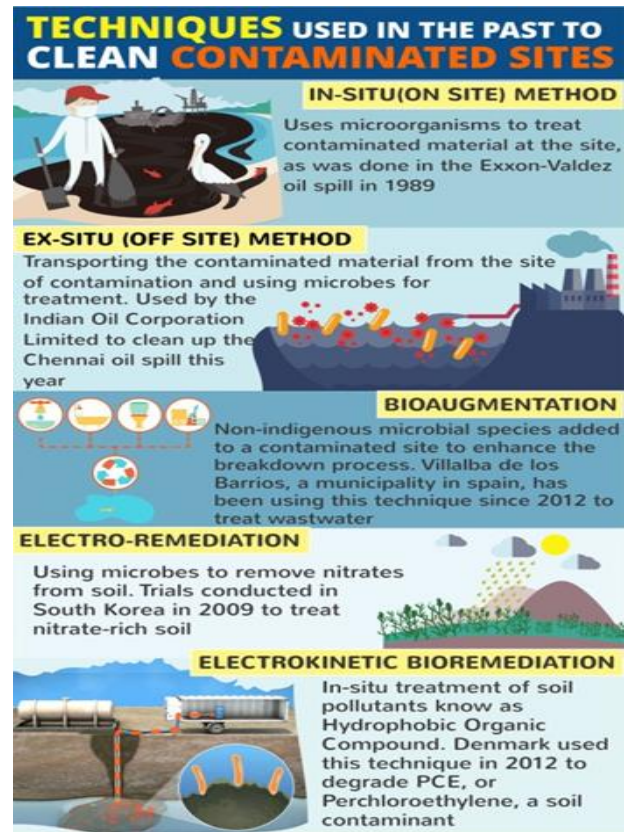 TECHNIQUES USED IN THE PAST TO
CLEAN CONTAMINATED SITES
IN-SITU(ON SITE) METHOD
Uses microorganisms to treat
contaminated material at the site,
as was done in the Exxon-Valdez
oil spill in 1989
EX-SITU (OFF SITE) METHOD
Transporting the contaminated material from the site
of contamination and using microbes for
treatment. Used by the
Indian Oil Corporation
Limited to clean up the
Chennai oil spill this
year
BIOAUGMENTATION
Non-indigenous microbial species added
to a contaminated site to enhance the
breakdown process. Villalba de los
Barrios, a municipality in spain, has
been using this technique since 2012 to
treat wastwater
ELECTRO-REMEDIATION
Using microbes to remove nitrates
from soil. Trials conducted in
South Korea in 2009 to treat
nitrate-rich soil
ELECTROKINETIC BIOREMEDIATION
In-situ treatment of soil
pollutants know as
Hydrophobic Organic
Compound. Denmark used
this technique in 2012 to
degrade PCE, or
Perchloroethylene, a soil
contaminant